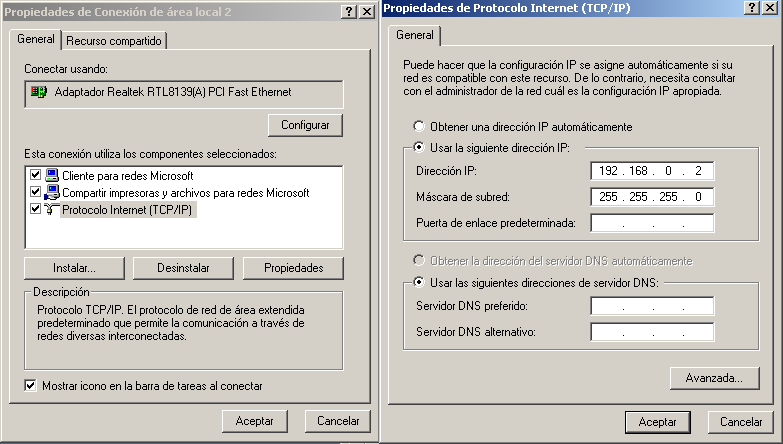 Propiedades de Conexión de área local 2
General
Recurso compartido
Conectar usando:
Adaptador Realtek RTL8139(A) PCI Fast Ethernet
Configurar
Esta conexión utiliza los componentes seleccionados:
Cliente para redes Microsoft
Compartir impresoras y archivos para redes Microsoft
Protocolo Internet (TCP/IP)
Instalar...
Desinstalar
Propiedades
Descripción
Protocolo TCP/IP. El protocolo de red de área extendida
predeterminado que permite la comunicación a través de
redes diversas interconectadas.
Mostrar icono en la barra de tareas al conectar
Aceptar
Cancelar
Propiedades de Protocolo Internet (TCP/IP)
General
Puede hacer que la configuración IP se asigne automáticamente si su
red es compatible con este recurso. De lo contrario, necesita consultar
con el administrador de la red cuál es la configuración IP apropiada.
Obtener una dirección IP automáticamente
Usar la siguiente dirección IP:
Dirección IP: 192 . 168 . 0 . 2
Máscara de subred: 255 . 255 . 255 . 0
Puerta de enlace predeterminada: . . .
Obtener la dirección del servidor DNS automáticamente
Usar las siguientes direcciones de servidor DNS:
Servidor DNS preferido: . . .
Servidor DNS alternativo: . . .
Avanzada...
Aceptar
Cancelar